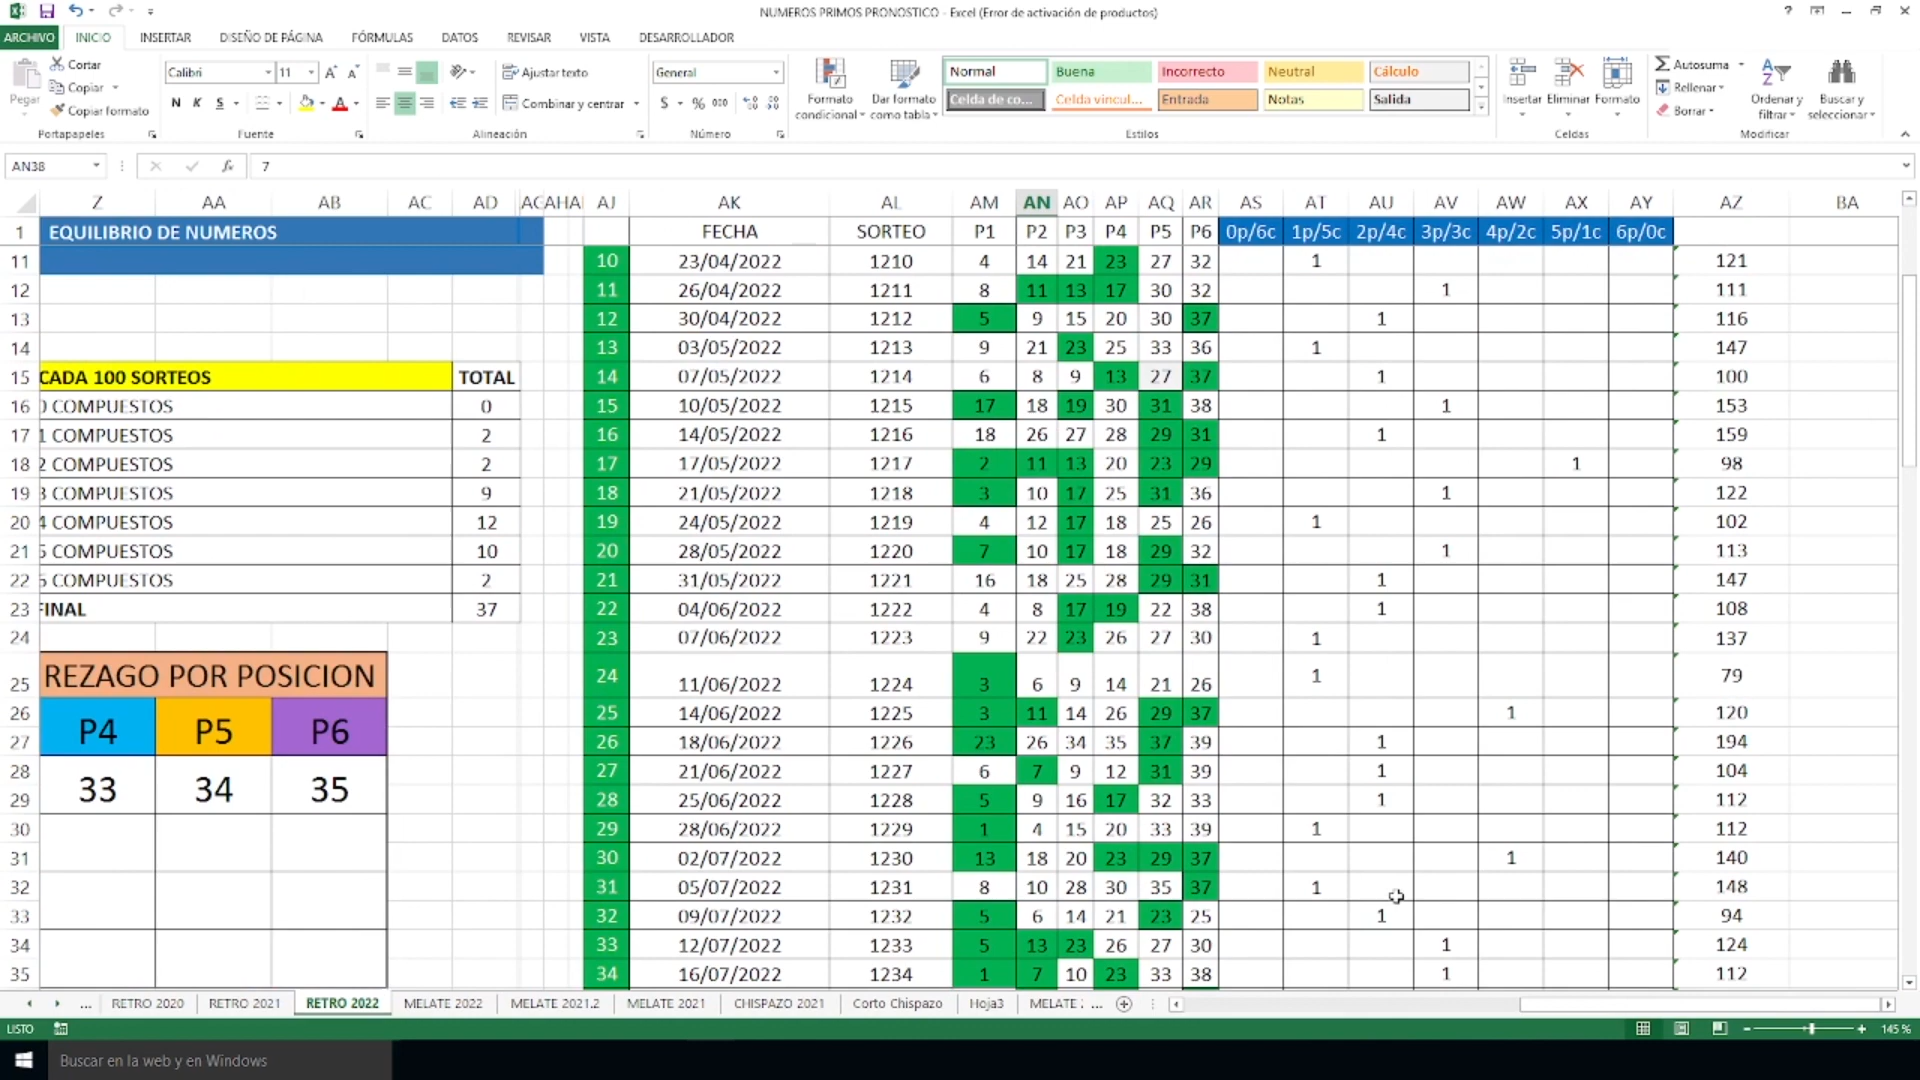 NUMEROS PRIMOS PRONOSTICO - Excel (Error de activación de productos)
ARCHIVO INICIO INSERTAR DISEÑO DE PÁGINA FÓRMULAS DATOS REVISAR VISTA DESARROLLADOR
Pegar Cortar Copiar Copiar formato Portapapeles
Calibri 11 N K S Fuente
Ajustar texto Combinar y centrar Alineación
General $ % 000 Número
Formato condicional Dar formato como tabla
Normal Buena Incorrecto Neutral Cálculo
Celda de co... Celda vincul... Entrada Notas Salida
Estilos
Insertar Eliminar Formato Celdas
Autosuma Rellenar Borrar Ordenar y filtrar Buscar y seleccionar Modificar
AN38 fx 7
Z AA AB AC AD AG AHA AJ AK AL AM AN AO AP AQ AR AS AT AU AV AW AX AY AZ BA
1 EQUILIBRIO DE NUMEROS FECHA SORTEO P1 P2 P3 P4 P5 P6 0p/6c 1p/5c 2p/4c 3p/3c 4p/2c 5p/1c 6p/0c
11 10 23/04/2022 1210 4 14 21 23 27 32 1 121
12 11 26/04/2022 1211 8 11 13 17 30 32 1 111
13 12 30/04/2022 1212 5 9 15 20 30 37 1 116
14 13 03/05/2022 1213 9 21 23 25 33 36 1 147
15 CADA 100 SORTEOS TOTAL 14 07/05/2022 1214 6 8 9 13 27 37 1 100
16 0 COMPUESTOS 0 15 10/05/2022 1215 17 18 19 30 31 38 1 153
17 1 COMPUESTOS 2 16 14/05/2022 1216 18 26 27 28 29 31 1 159
18 2 COMPUESTOS 2 17 17/05/2022 1217 2 11 13 20 23 29 1 98
19 3 COMPUESTOS 9 18 21/05/2022 1218 3 10 17 25 31 36 1 122
20 4 COMPUESTOS 12 19 24/05/2022 1219 4 12 17 18 25 26 1 102
21 5 COMPUESTOS 10 20 28/05/2022 1220 7 10 17 18 29 32 1 113
22 6 COMPUESTOS 2 21 31/05/2022 1221 16 18 25 28 29 31 1 147
23 FINAL 37 22 04/06/2022 1222 4 8 17 19 22 38 1 108
24 23 07/06/2022 1223 9 22 23 26 27 30 1 137
25 REZAGO POR POSICION 24 11/06/2022 1224 3 6 9 14 21 26 1 79
26 P4 P5 P6 25 14/06/2022 1225 3 11 14 26 29 37 1 120
27 26 18/06/2022 1226 23 26 34 35 37 39 1 194
28 33 34 35 27 21/06/2022 1227 6 7 9 12 31 39 1 104
29 28 25/06/2022 1228 5 9 16 17 32 33 1 112
30 29 28/06/2022 1229 1 4 15 20 33 39 1 112
31 30 02/07/2022 1230 13 18 20 23 29 37 1 140
32 31 05/07/2022 1231 8 10 28 30 35 37 1 148
33 32 09/07/2022 1232 5 6 14 21 23 25 1 94
34 33 12/07/2022 1233 5 13 23 26 27 30 1 124
35 34 16/07/2022 1234 1 7 10 23 33 38 1 112
... RETRO 2020 RETRO 2021 RETRO 2022 MELATE 2022 MELATE 2021.2 MELATE 2021 CHISPAZO 2021 Corto Chispazo Hoja3 MELATE ...
LISTO 145 %
Buscar en la web y en Windows